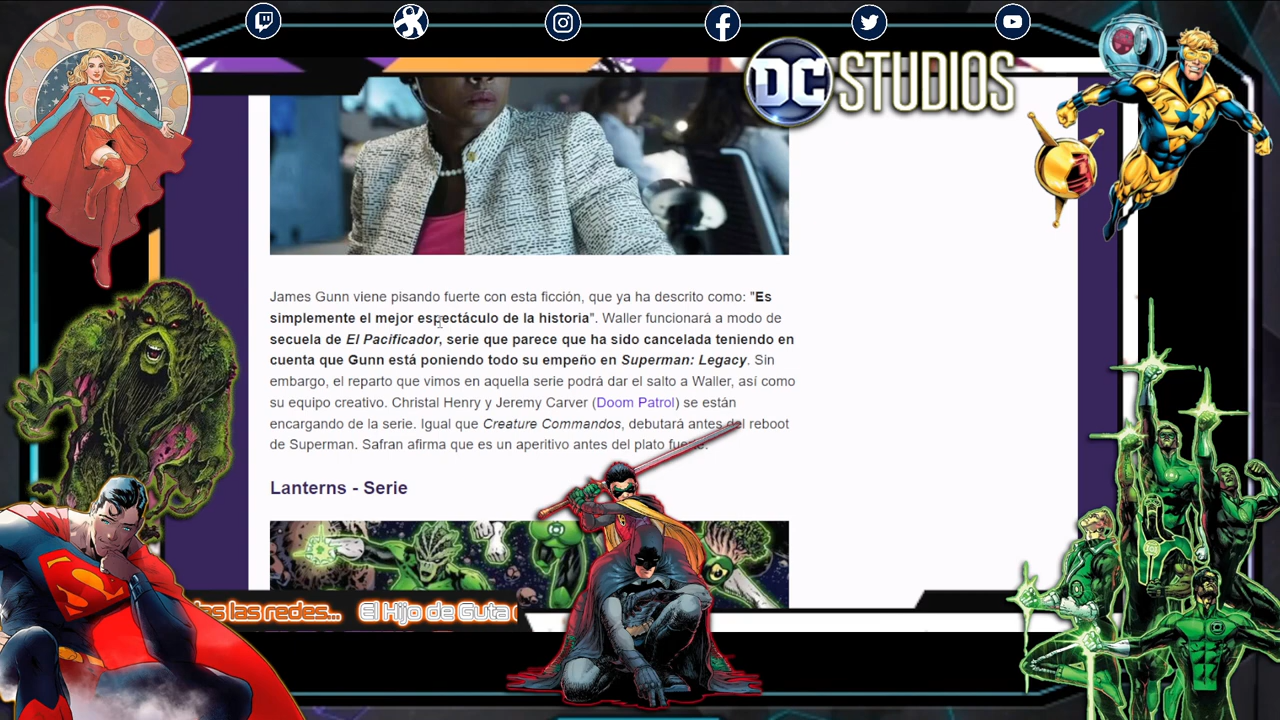 DC STUDIOS
James Gunn viene pisando fuerte con esta ficción, que ya ha descrito como: "Es
simplemente el mejor espectáculo de la historia". Waller funcionará a modo de
secuela de El Pacificador, serie que parece que ha sido cancelada teniendo en
cuenta que Gunn está poniendo todo su empeño en Superman: Legacy. Sin
embargo, el reparto que vimos en aquella serie podrá dar el salto a Waller, así como
su equipo creativo. Christal Henry y Jeremy Carver (Doom Patrol) se están
encargando de la serie. Igual que Creature Commandos, debutará antes del reboot
de Superman. Safran afirma que es un aperitivo antes del plato fuerte.
Lanterns - Serie
las redes... El Hijo de Guta